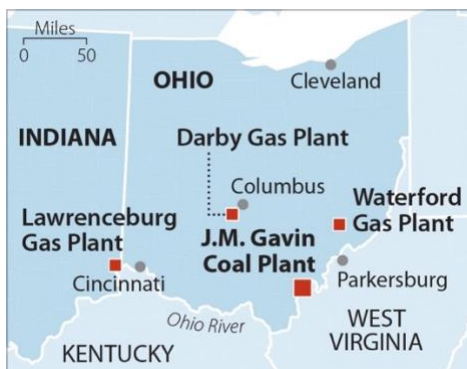 Miles
0 50
OHIO
Cleveland
INDIANA
Darby Gas Plant
Columbus
Waterford
Gas Plant
Lawrenceburg
Gas Plant
J.M. Gavin
Coal Plant
Cincinnati
Parkersburg
Ohio River
WEST
VIRGINIA
KENTUCKY